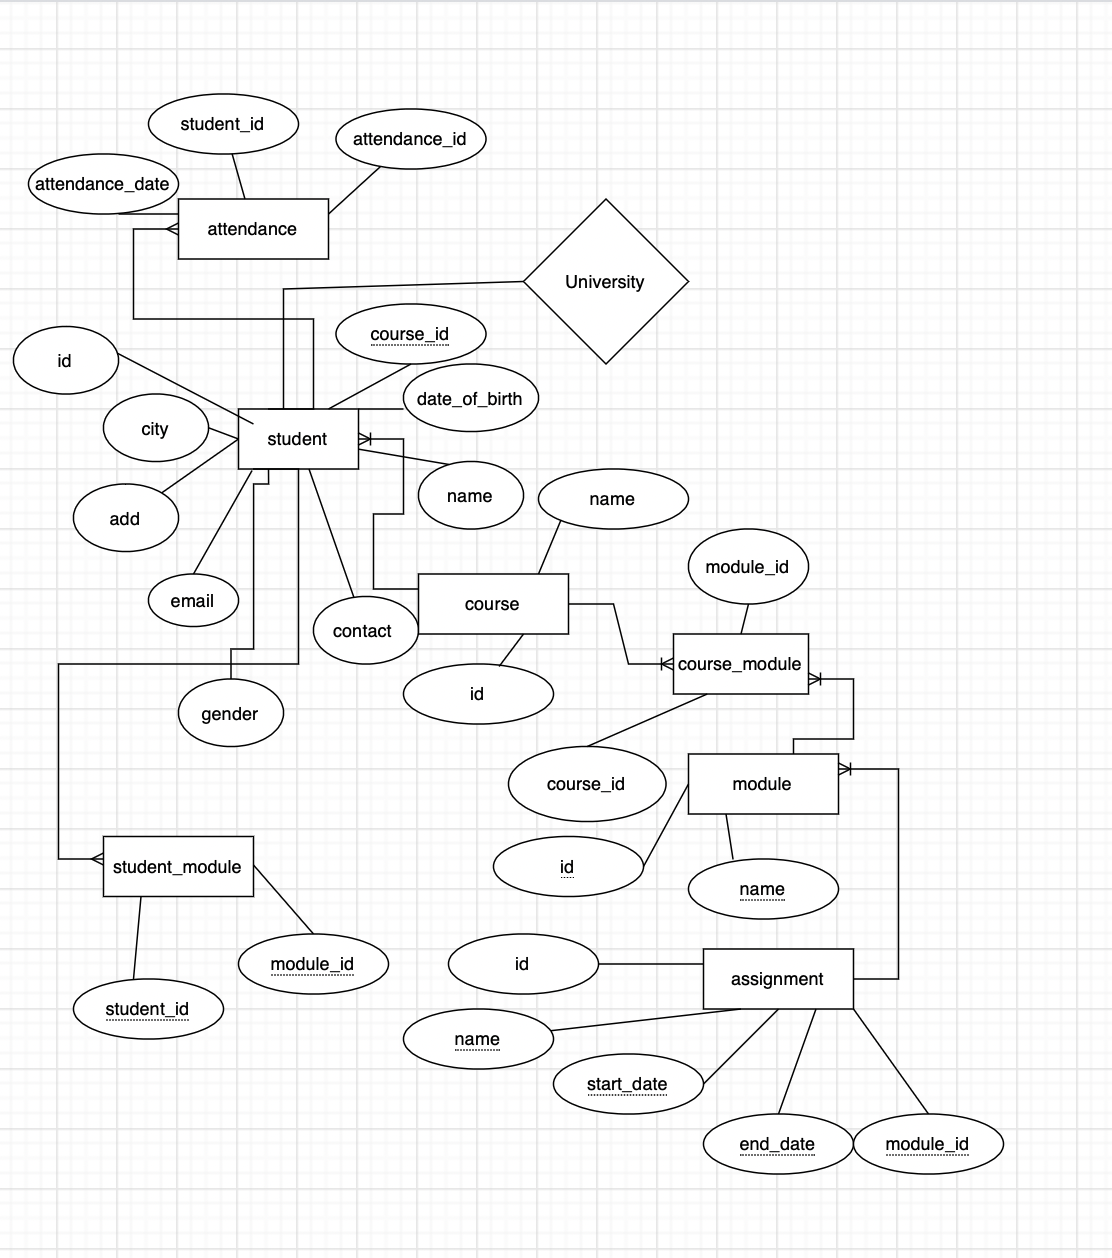 student_id
attendance_id
attendance_date
attendance
University
course_id
id
date_of_birth
city
student
name
name
add
module_id
email
course
contact
course_module
id
gender
course_id
module
student_module
id
name
module_id
id
assignment
student_id
name
start_date
end_date
module_id